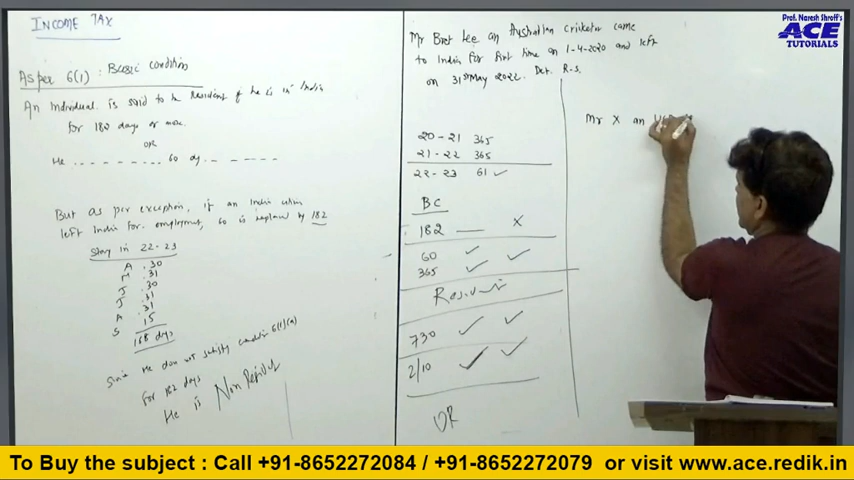 INCOME TAX
As per 6(1) : Basic condition
An Individual is said to be Resident if he is in India
for 182 days or more
OR
He - - - - - - - - - 60 dy. - - - - - - -
But as per exception, if an Indian citizen
left India for employment, 60 is replaced by 182
Stay in 22-23
A . 30
M . 31
J . 30
J . 31
A . 31
S 15
168 days
Since He does not satisfy condition 6(1)(a)
For 182 days
He is Non Resident
Mr Bret Lee an Australian cricketer came
to India for first time on 1-4-2020 and left
on 31st May 2022. Det. R.S.
20-21 365
21-22 365
22-23 61 ✓
BC
182 — X
60 ✓ ✓
365 ✓
Resident
730 ✓ ✓
2/10 ✓ ✓
OR
Mr X an
Prof. Naresh Shroff's
ACE
TUTORIALS
To Buy the subject : Call +91-8652272084 / +91-8652272079 or visit www.ace.redik.in